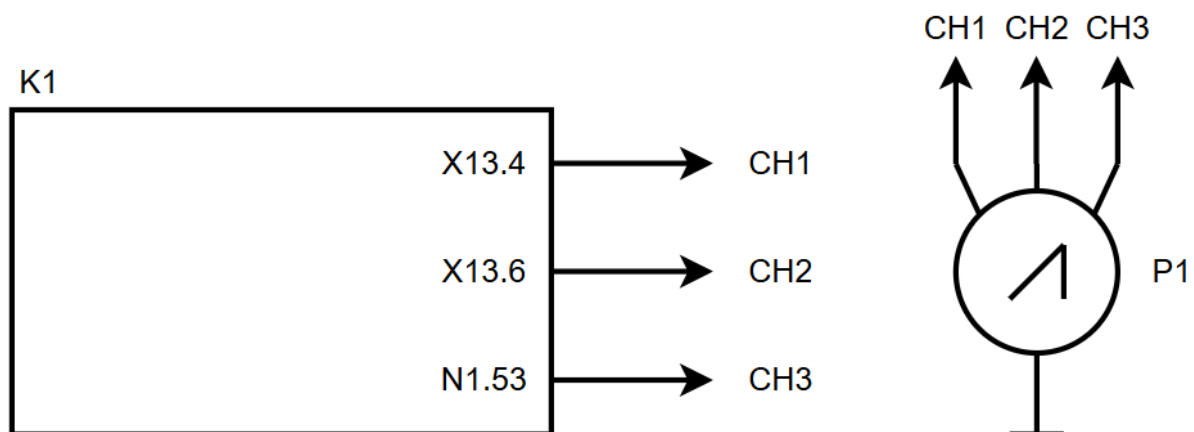 CH1 CH2 CH3
K1
X13.4 CH1
X13.6 CH2
P1
N1.53 CH3